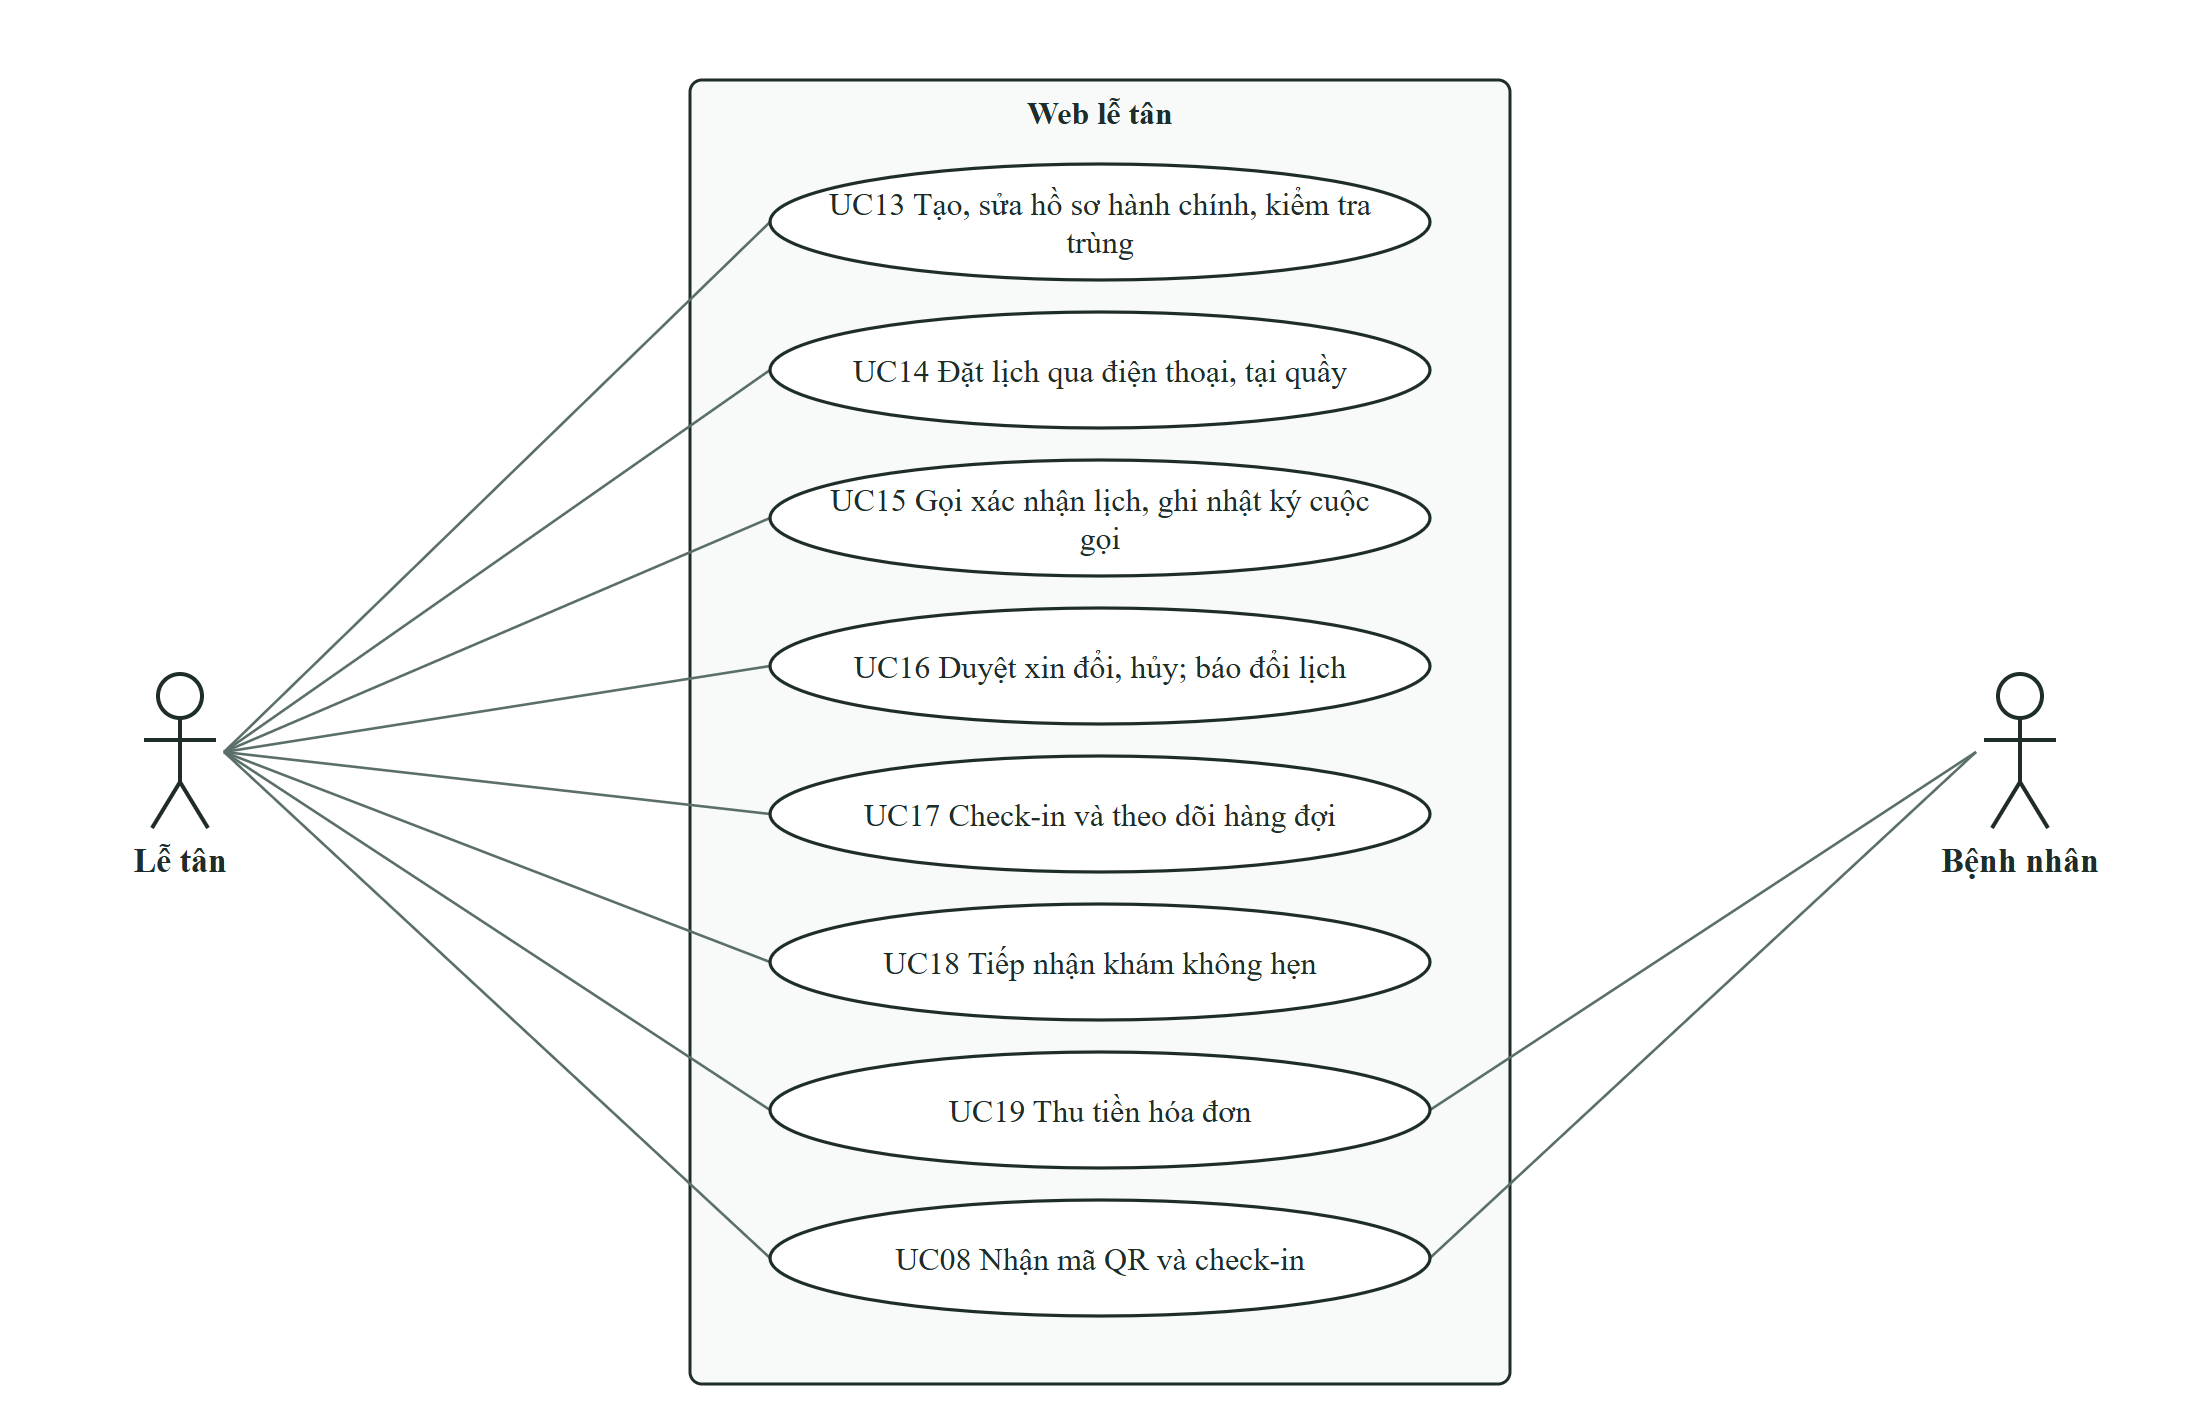 Web lễ tân
UC13 Tạo, sửa hồ sơ hành chính, kiểm tra
trùng
UC14 Đặt lịch qua điện thoại, tại quầy
UC15 Gọi xác nhận lịch, ghi nhật ký cuộc
gọi
UC16 Duyệt xin đổi, hủy; báo đổi lịch
UC17 Check-in và theo dõi hàng đợi
Lễ tân
Bệnh nhân
UC18 Tiếp nhận khám không hẹn
UC19 Thu tiền hóa đơn
UC08 Nhận mã QR và check-in